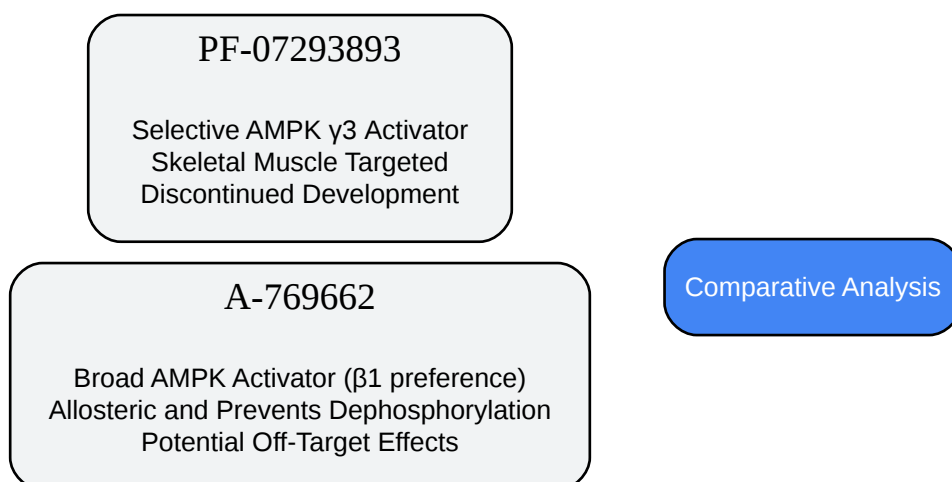 PF-07293893
Selective AMPK γ3 Activator
Skeletal Muscle Targeted
Discontinued Development
A-769662
Broad AMPK Activator (β1 preference)
Allosteric and Prevents Dephosphorylation
Potential Off-Target Effects
Comparative Analysis